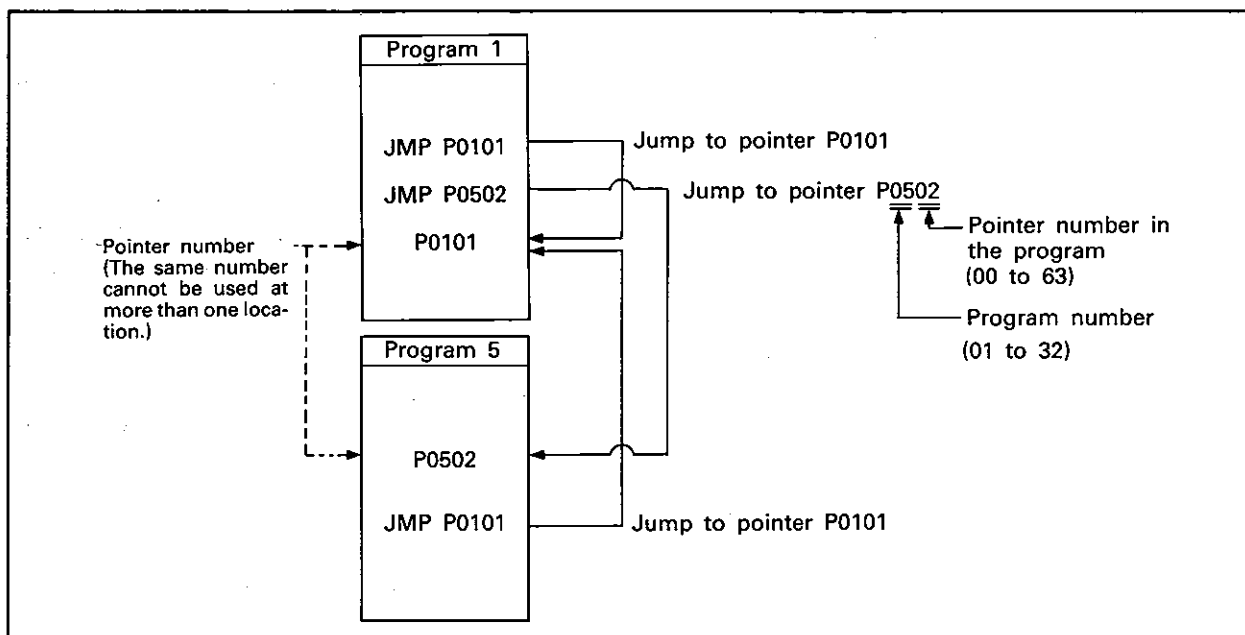 Program 1
JMP P0101
Jump to pointer P0101
JMP P0502
Jump to pointer P0502
P0101
Pointer number
(The same number
cannot be used at
more than one loca-
tion.)
Pointer number in
the program
(00 to 63)
Program number
(01 to 32)
Program 5
P0502
JMP P0101
Jump to pointer P0101